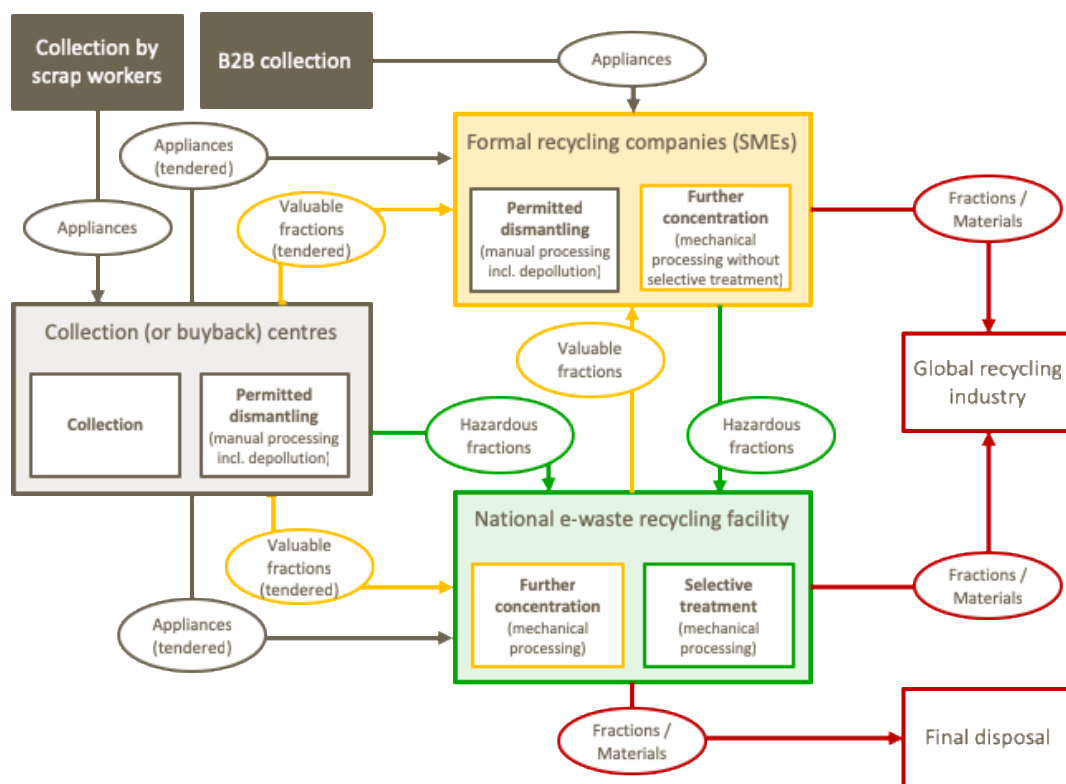 Collection by
scrap workers
B2B collection
Appliances
Appliances
(tendered)
Formal recycling companies (SMEs)
Permitted
dismantling
(manual processing
incl. depollution)
Further
concentration
(mechanical
processing without
selective treatment)
Fractions /
Materials
Valuable
fractions
(tendered)
Appliances
Collection (or buyback) centres
Collection
Permitted
dismantling
(manual processing
incl. depollution)
Valuable
fractions
Global recycling
industry
Hazardous
fractions
Hazardous
fractions
National e-waste recycling facility
Further
concentration
(mechanical
processing)
Selective
treatment
(mechanical
processing)
Valuable
fractions
(tendered)
Appliances
(tendered)
Fractions /
Materials
Fractions /
Materials
Final disposal